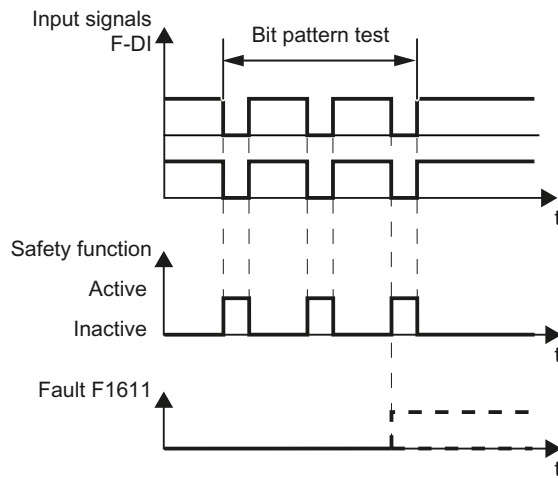 Input signals
F-DI
Bit pattern test
t
Safety function
Active
Inactive
t
Fault F1611
t